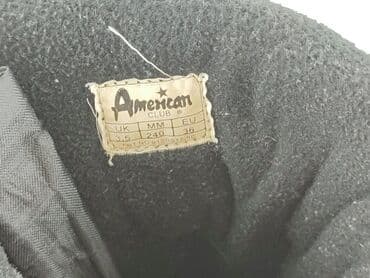 American
CLUB ®
UK MM EU
3,5 240 36